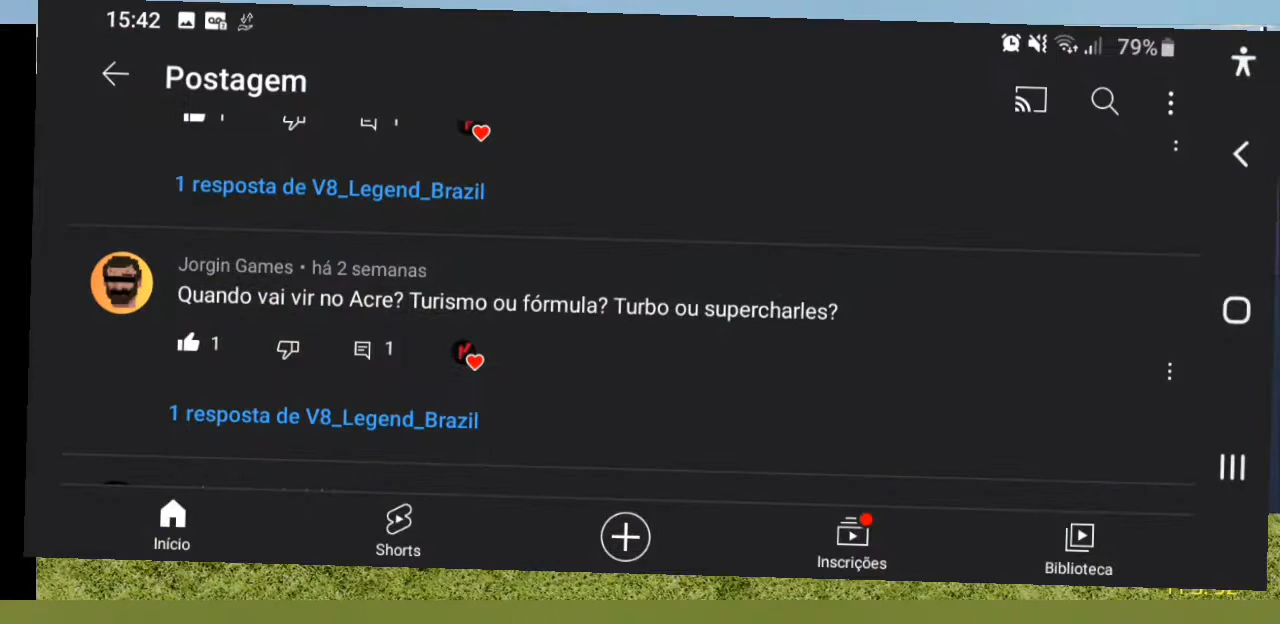 15:42
79%
Postagem
1 resposta de V8_Legend_Brazil
Jorgin Games • há 2 semanas
Quando vai vir no Acre? Turismo ou fórmula? Turbo ou supercharles?
1
1
1 resposta de V8_Legend_Brazil
Início
Shorts
Inscrições
Biblioteca